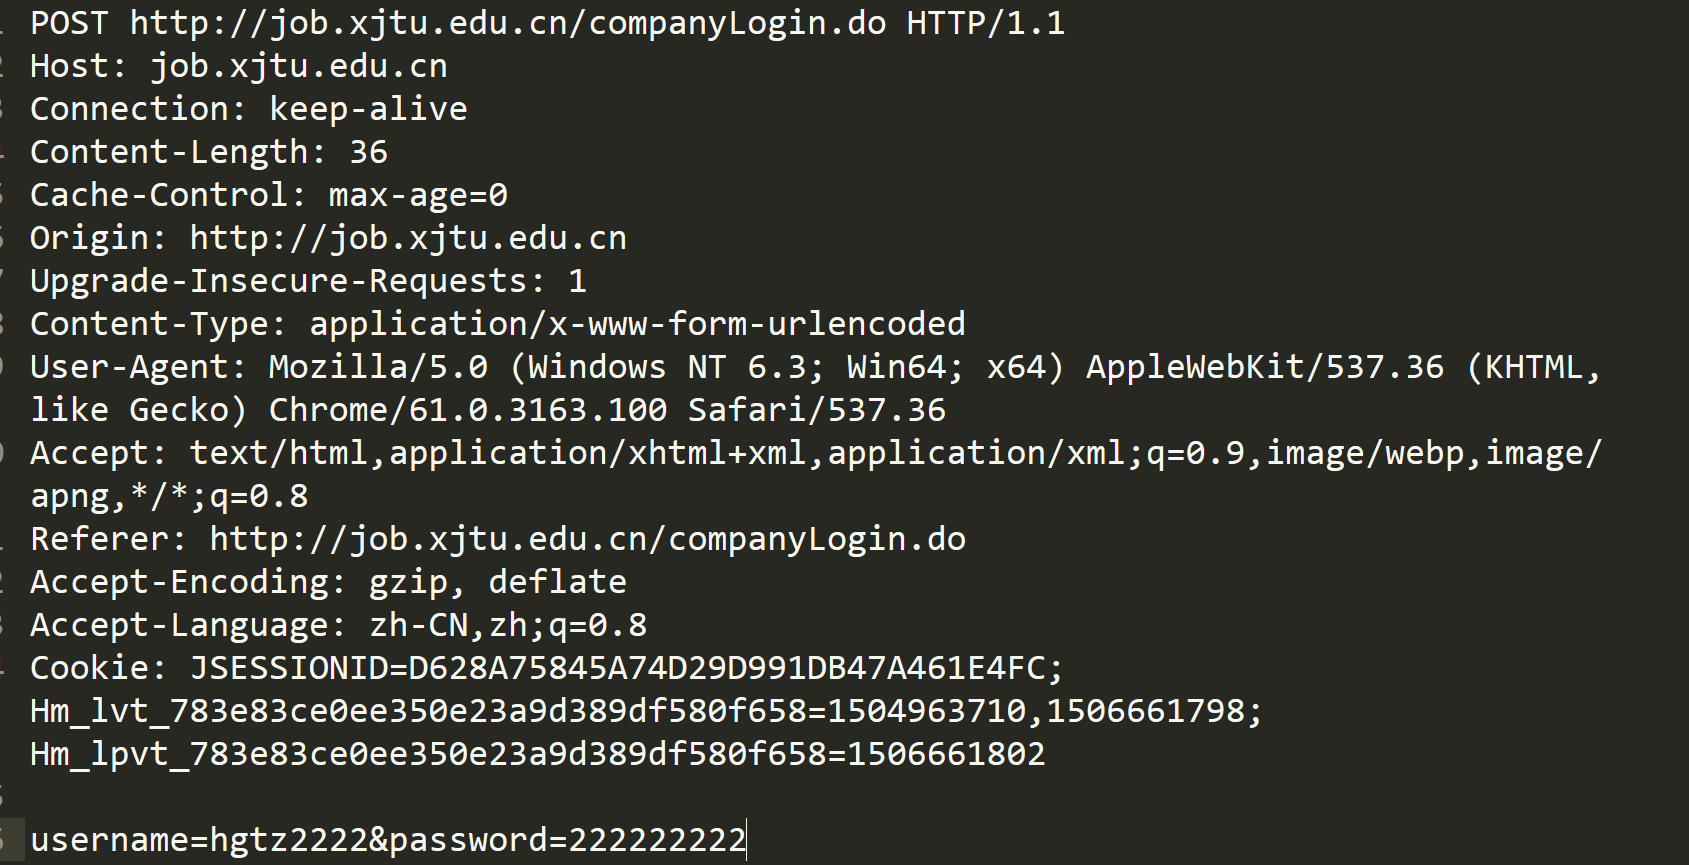 POST http://job.xjtu.edu.cn/companyLogin.do HTTP/1.1
Host: job.xjtu.edu.cn
Connection: keep-alive
Content-Length: 36
Cache-Control: max-age=0
Origin: http://job.xjtu.edu.cn
Upgrade-Insecure-Requests: 1
Content-Type: application/x-www-form-urlencoded
User-Agent: Mozilla/5.0 (Windows NT 6.3; Win64; x64) AppleWebKit/537.36 (KHTML,
like Gecko) Chrome/61.0.3163.100 Safari/537.36
Accept: text/html,application/xhtml+xml,application/xml;q=0.9,image/webp,image/
apng,*/*;q=0.8
Referer: http://job.xjtu.edu.cn/companyLogin.do
Accept-Encoding: gzip, deflate
Accept-Language: zh-CN,zh;q=0.8
Cookie: JSESSIONID=D628A75845A74D29D991DB47A461E4FC;
Hm_lvt_783e83ce0ee350e23a9d389df580f658=1504963710,1506661798;
Hm_lpvt_783e83ce0ee350e23a9d389df580f658=1506661802
username=hgtz2222&password=222222222